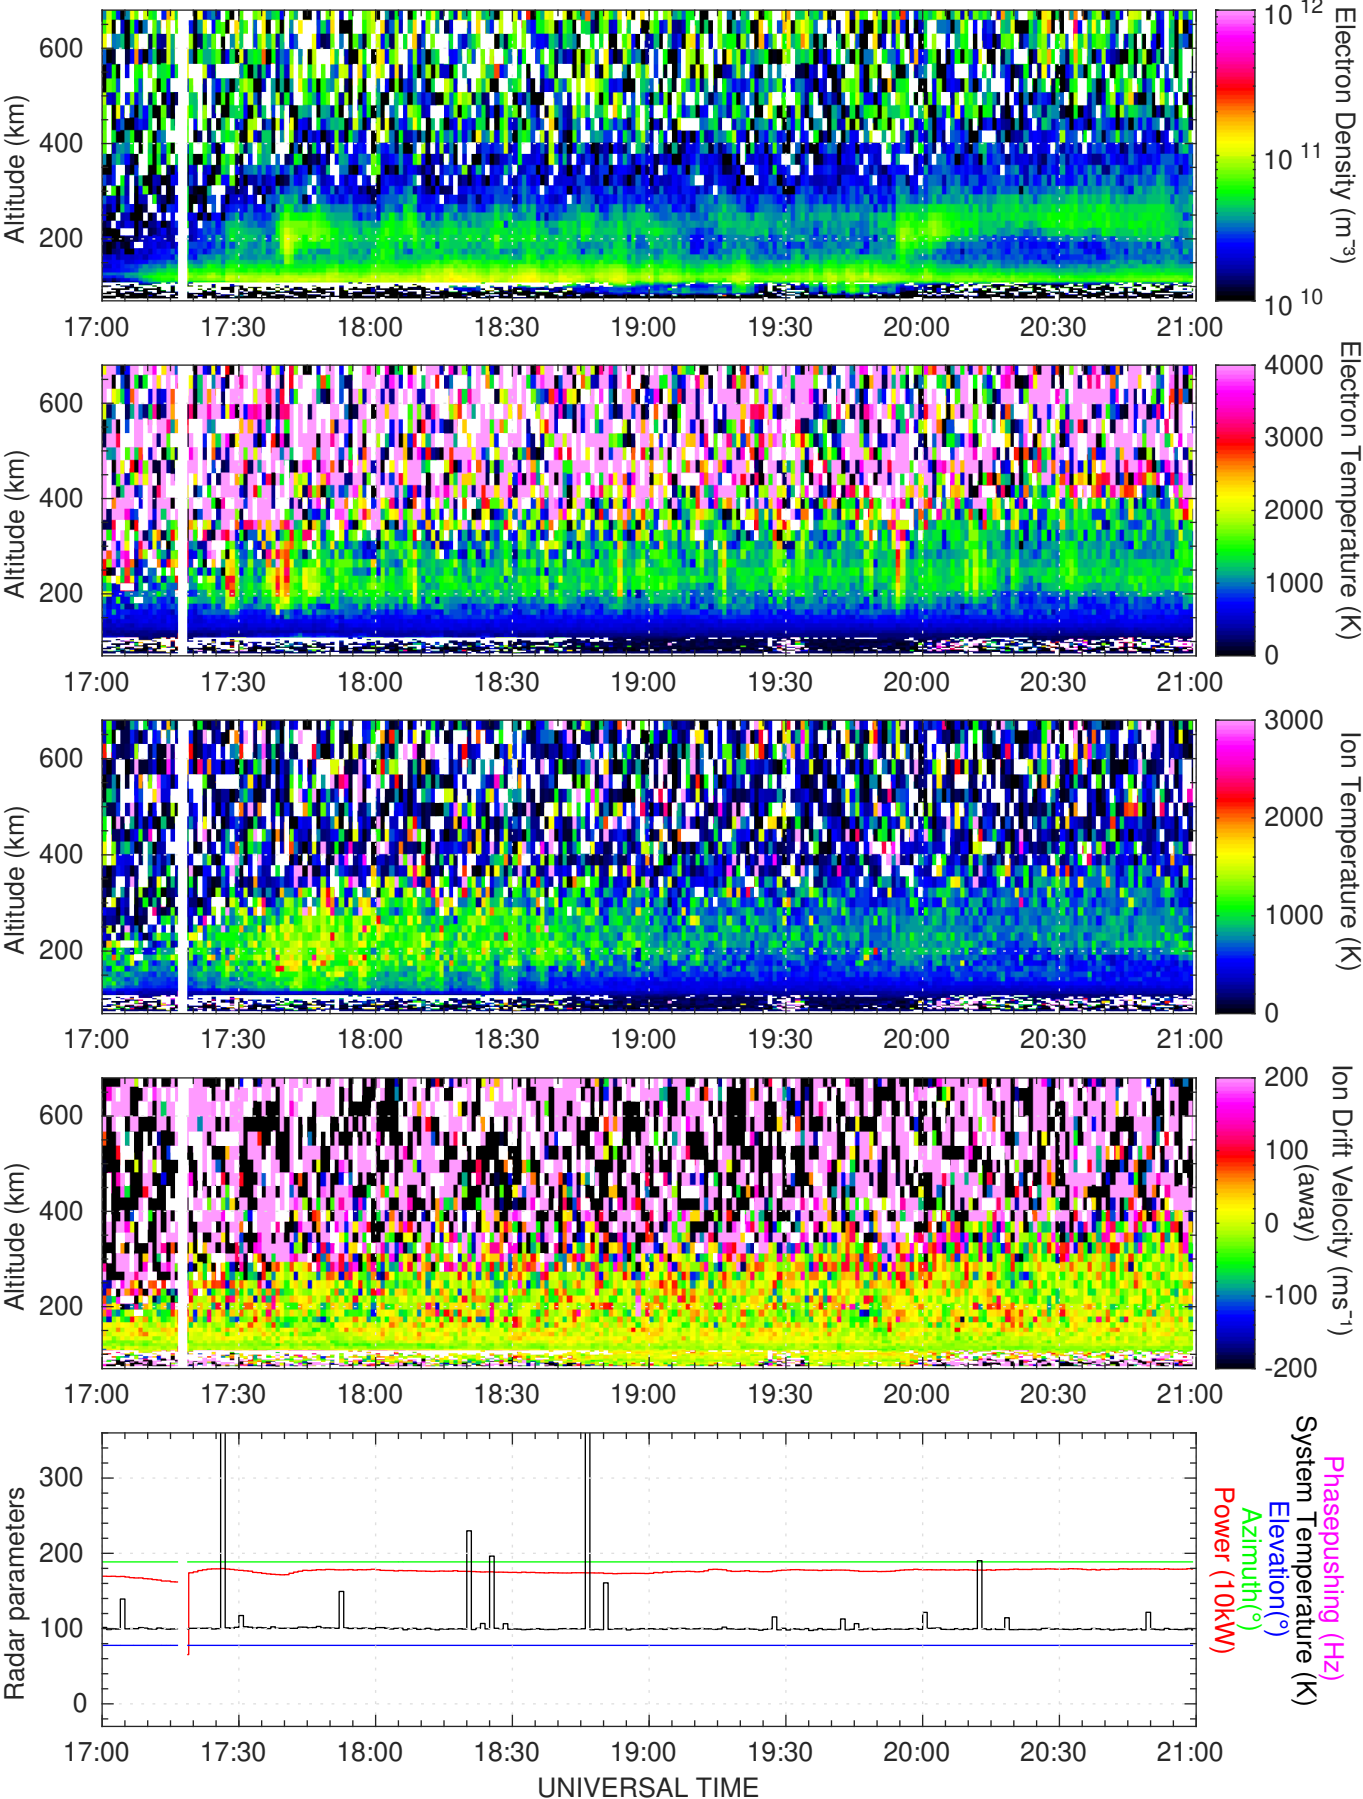 Altitude (km)
600
400
200
17:00 17:30 18:00 18:30 19:00 19:30 20:00 20:30 21:00
10 12
10 11
10 10
Electron Density (m⁻³)
Altitude (km)
600
400
200
17:00 17:30 18:00 18:30 19:00 19:30 20:00 20:30 21:00
4000
3000
2000
1000
0
Electron Temperature (K)
Altitude (km)
600
400
200
17:00 17:30 18:00 18:30 19:00 19:30 20:00 20:30 21:00
3000
2000
1000
0
Ion Temperature (K)
Altitude (km)
600
400
200
17:00 17:30 18:00 18:30 19:00 19:30 20:00 20:30 21:00
200
100
0
-100
-200
Ion Drift Velocity (ms⁻¹)
(away)
Radar parameters
300
200
100
0
17:00 17:30 18:00 18:30 19:00 19:30 20:00 20:30 21:00
UNIVERSAL TIME
Phasepushing (Hz)
System Temperature (K)
Elevation(°)
Azimuth(°)
Power (10kW)